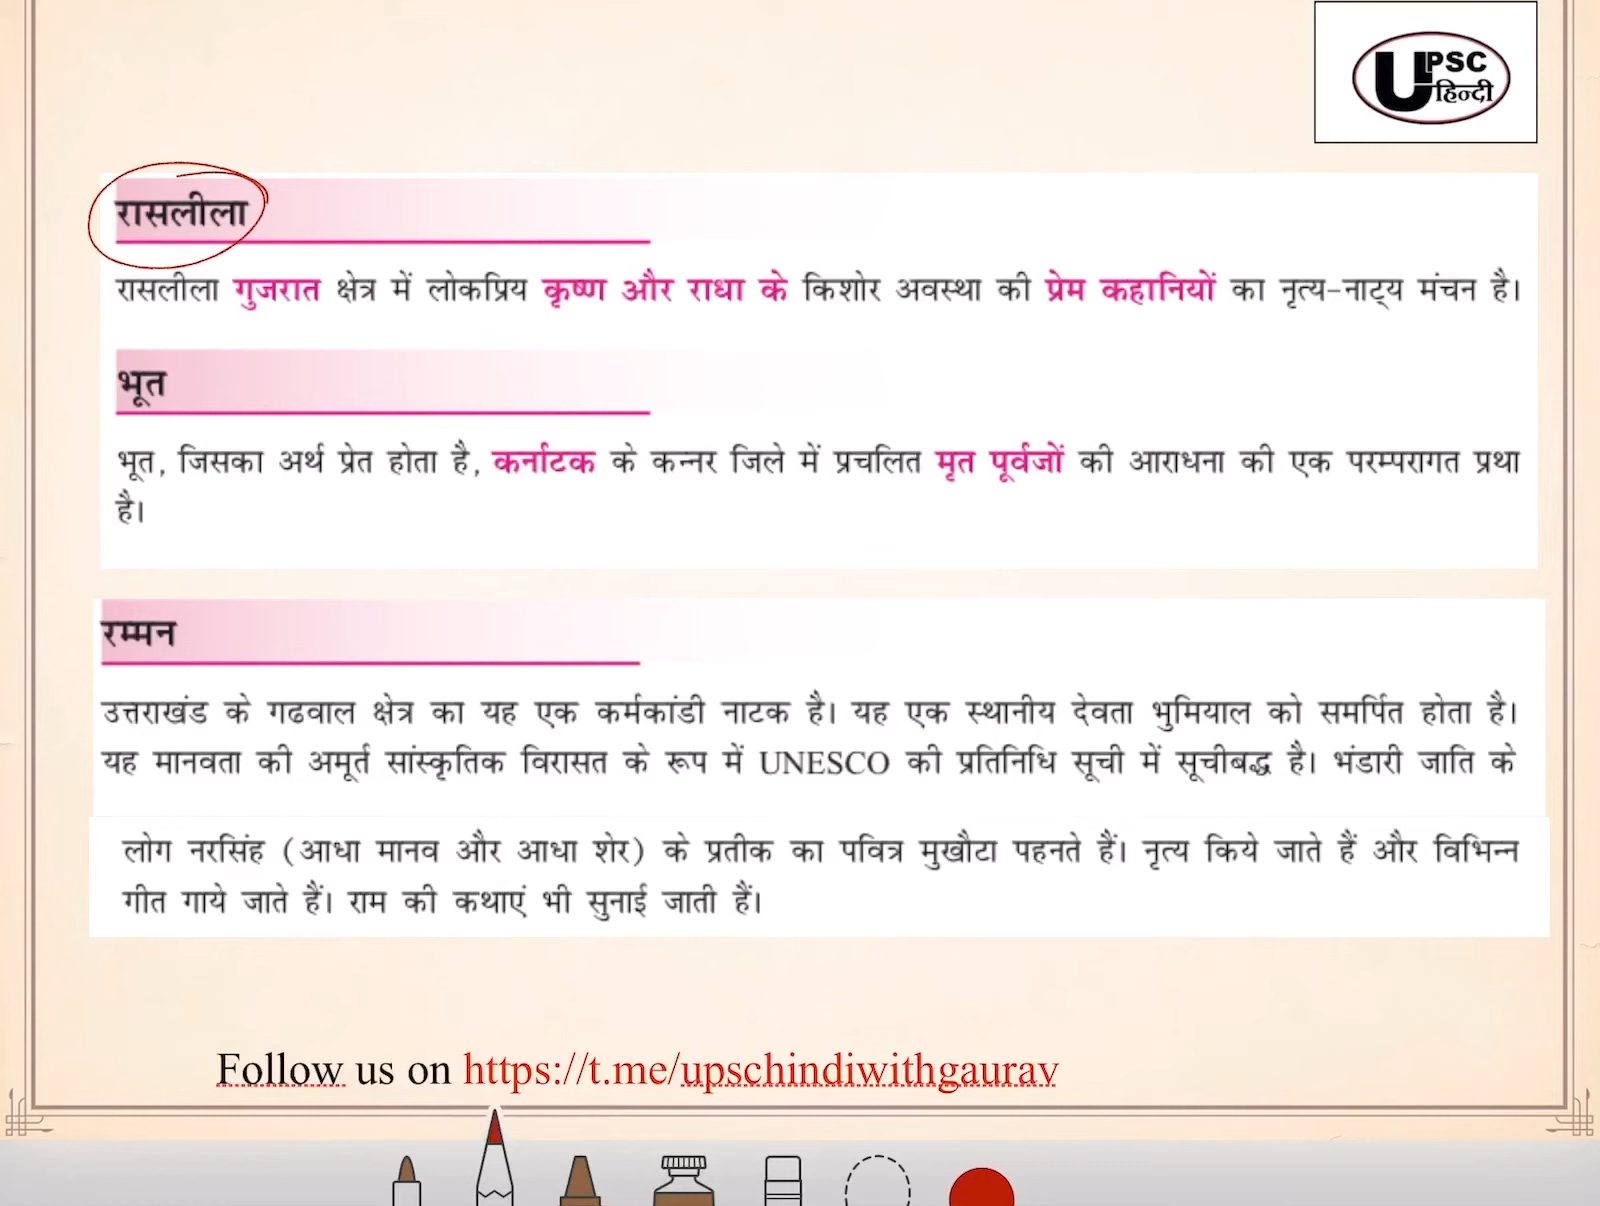 UPSC
हिन्दी
रासलीला
रासलीला गुजरात क्षेत्र में लोकप्रिय कृष्ण और राधा के किशोर अवस्था की प्रेम कहानियों का नृत्य-नाट्य मंचन है।
भूत
भूत, जिसका अर्थ प्रेत होता है, कर्नाटक के कन्नर जिले में प्रचलित मृत पूर्वजों की आराधना की एक परम्परागत प्रथा
है।
रम्मन
उत्तराखंड के गढवाल क्षेत्र का यह एक कर्मकांडी नाटक है। यह एक स्थानीय देवता भुमियाल को समर्पित होता है।
यह मानवता की अमूर्त सांस्कृतिक विरासत के रूप में UNESCO की प्रतिनिधि सूची में सूचीबद्ध है। भंडारी जाति के
लोग नरसिंह (आधा मानव और आधा शेर) के प्रतीक का पवित्र मुखौटा पहनते हैं। नृत्य किये जाते हैं और विभिन्न
गीत गाये जाते हैं। राम की कथाएं भी सुनाई जाती हैं।
Follow us on https://t.me/upschindiwithgaurav